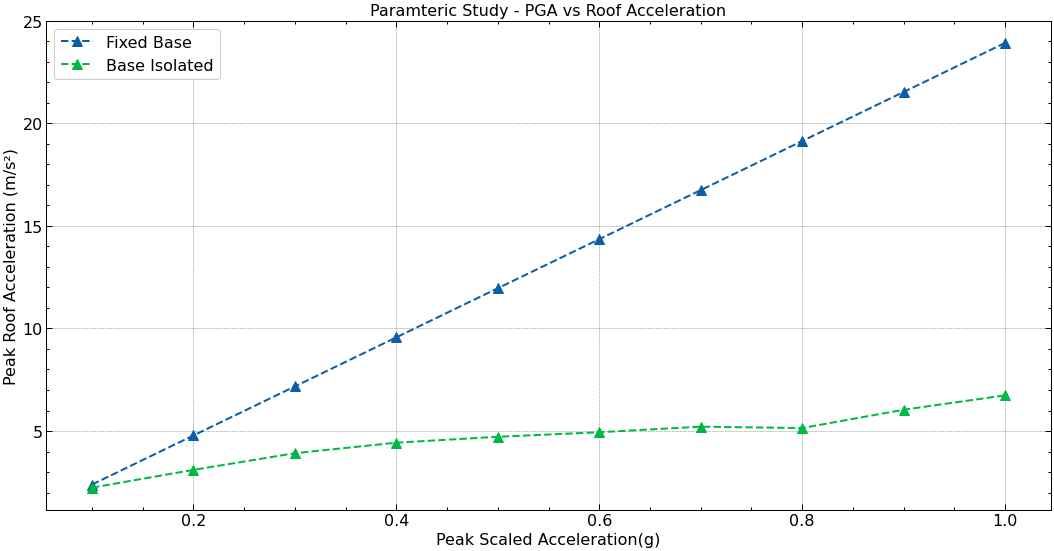 Paramteric Study - PGA vs Roof Acceleration
Fixed Base
Base Isolated
Peak Roof Acceleration (m/s²)
25
20
15
10
5
0.2 0.4 0.6 0.8 1.0
Peak Scaled Acceleration(g)